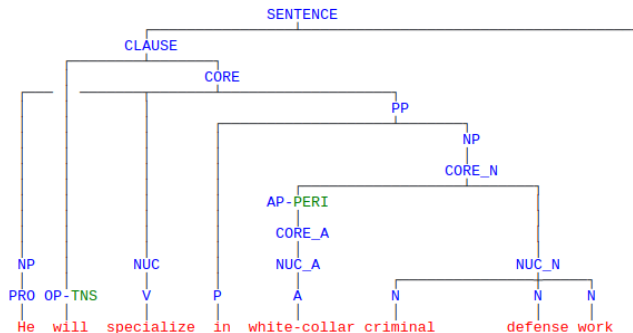 SENTENCE
CLAUSE
CORE
PP
NP
CORE_N
AP-PERI
CORE_A
NP NUC NUC_A NUC_N
PRO OP-TNS V P A N N N
He will specialize in white-collar criminal defense work